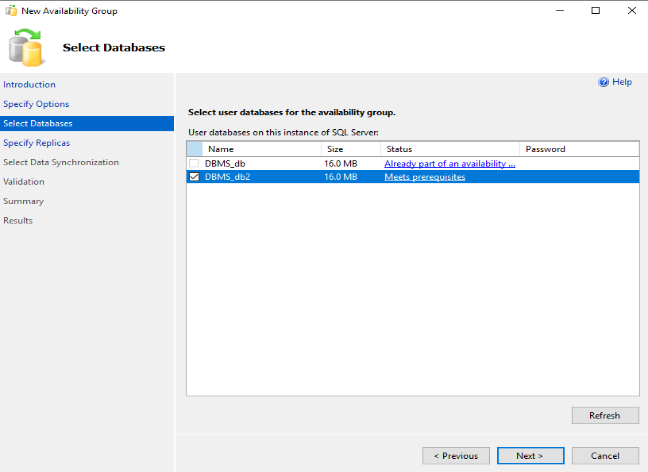 New Availability Group
Select Databases
Introduction
Specify Options
Select Databases
Specify Replicas
Select Data Synchronization
Validation
Summary
Results
Help
Select user databases for the availability group.
User databases on this instance of SQL Server:
Name Size Status Password
DBMS_db 16.0 MB Already part of an availability ...
DBMS_db2 16.0 MB Meets prerequisites
Refresh
< Previous Next > Cancel